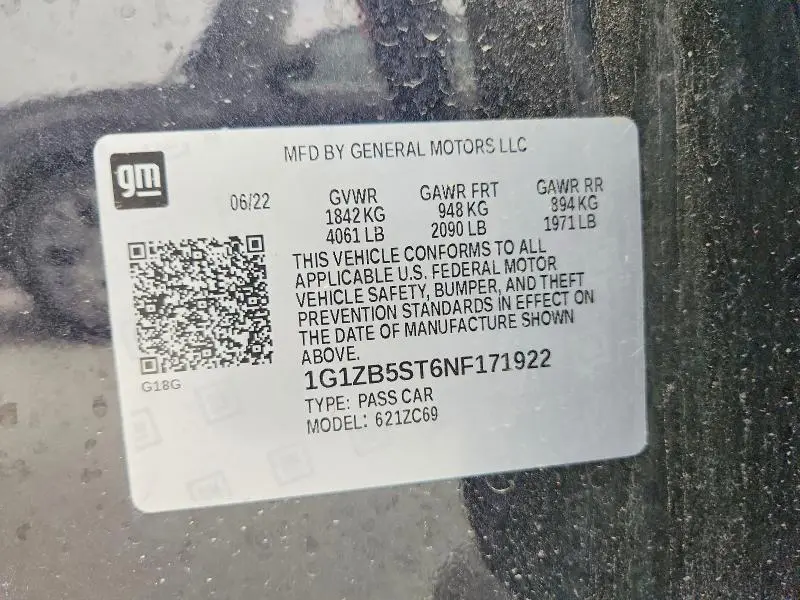 MFD BY GENERAL MOTORS LLC
gm
06/22
GVWR GAWR FRT GAWR RR
1842 KG 948 KG 894 KG
4061 LB 2090 LB 1971 LB
THIS VEHICLE CONFORMS TO ALL
APPLICABLE U.S. FEDERAL MOTOR
VEHICLE SAFETY, BUMPER, AND THEFT
PREVENTION STANDARDS IN EFFECT ON
THE DATE OF MANUFACTURE SHOWN
ABOVE.
G18G
1G1ZB5ST6NF171922
TYPE: PASS CAR
MODEL: 621ZC69